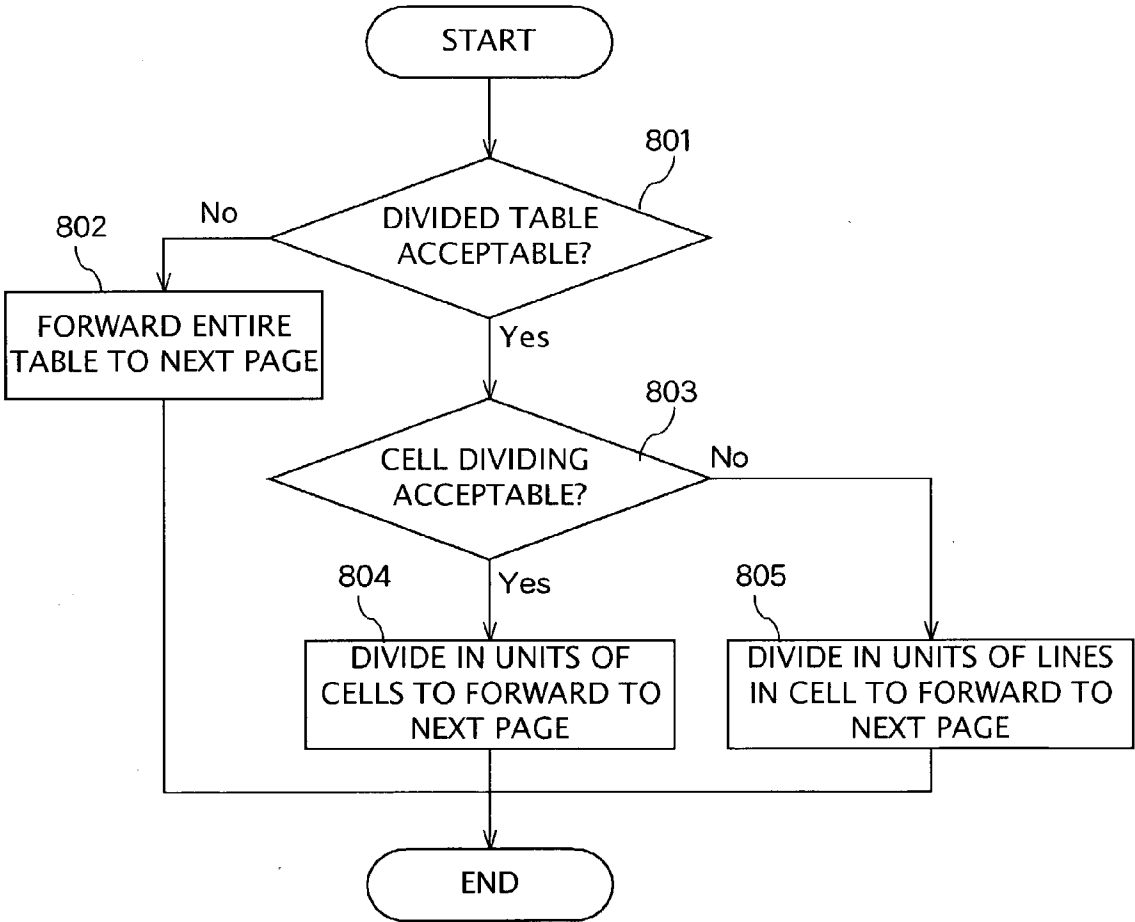 START
801
DIVIDED TABLE
ACCEPTABLE?
No
802
FORWARD ENTIRE
TABLE TO NEXT PAGE
Yes
803
CELL DIVIDING
ACCEPTABLE?
No
Yes
804
DIVIDE IN UNITS OF
CELLS TO FORWARD TO
NEXT PAGE
805
DIVIDE IN UNITS OF LINES
IN CELL TO FORWARD TO
NEXT PAGE
END